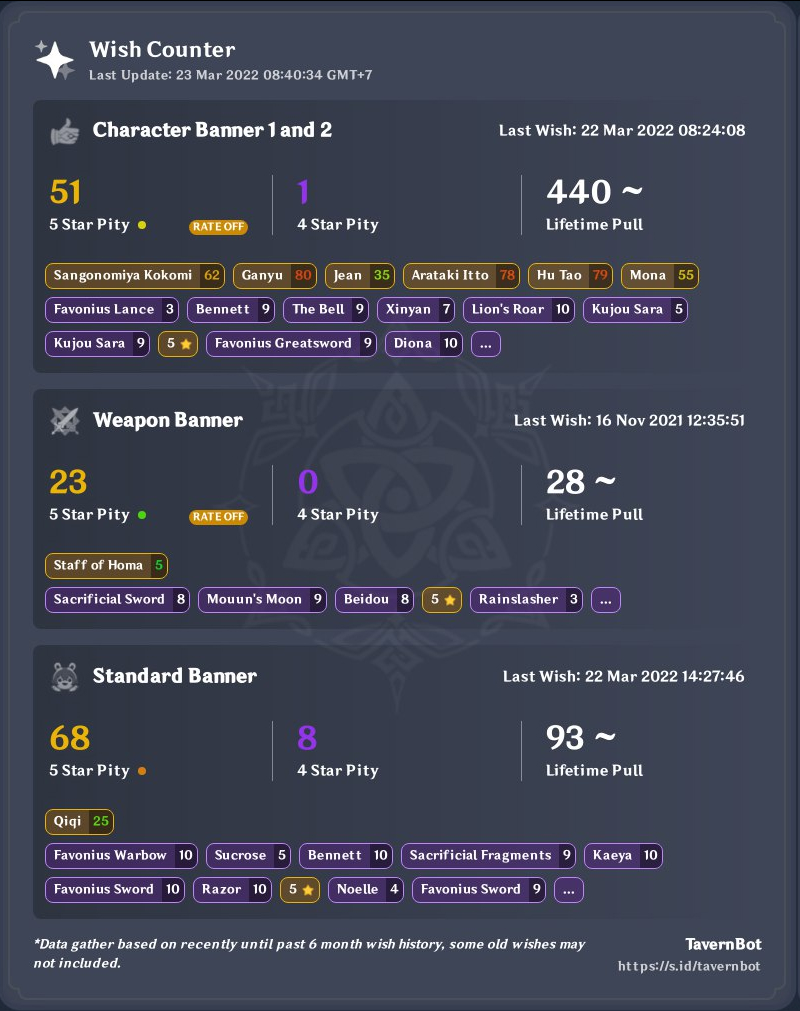 Wish Counter
Last Update: 23 Mar 2022 08:40:34 GMT+7
Character Banner 1 and 2
Last Wish: 22 Mar 2022 08:24:08
51
1
440 ~
5 Star Pity
RATE OFF
4 Star Pity
Lifetime Pull
Sangonomiya Kokomi 62 Ganyu 80 Jean 35 Arataki Itto 78 Hu Tao 79 Mona 55
Favonius Lance 3 Bennett 9 The Bell 9 Xinyan 7 Lion's Roar 10 Kujou Sara 5
Kujou Sara 9 5 Favonius Greatsword 9 Diona 10 ...
Weapon Banner
Last Wish: 16 Nov 2021 12:35:51
23
0
28 ~
5 Star Pity
RATE OFF
4 Star Pity
Lifetime Pull
Staff of Homa 5
Sacrificial Sword 8 Mouun's Moon 9 Beidou 8 5 Rainslasher 3 ...
Standard Banner
Last Wish: 22 Mar 2022 14:27:46
68
8
93 ~
5 Star Pity
4 Star Pity
Lifetime Pull
Qiqi 25
Favonius Warbow 10 Sucrose 5 Bennett 10 Sacrificial Fragments 9 Kaeya 10
Favonius Sword 10 Razor 10 5 Noelle 4 Favonius Sword 9 ...
*Data gather based on recently until past 6 month wish history, some old wishes may
not included.
TavernBot
https://s.id/tavernbot